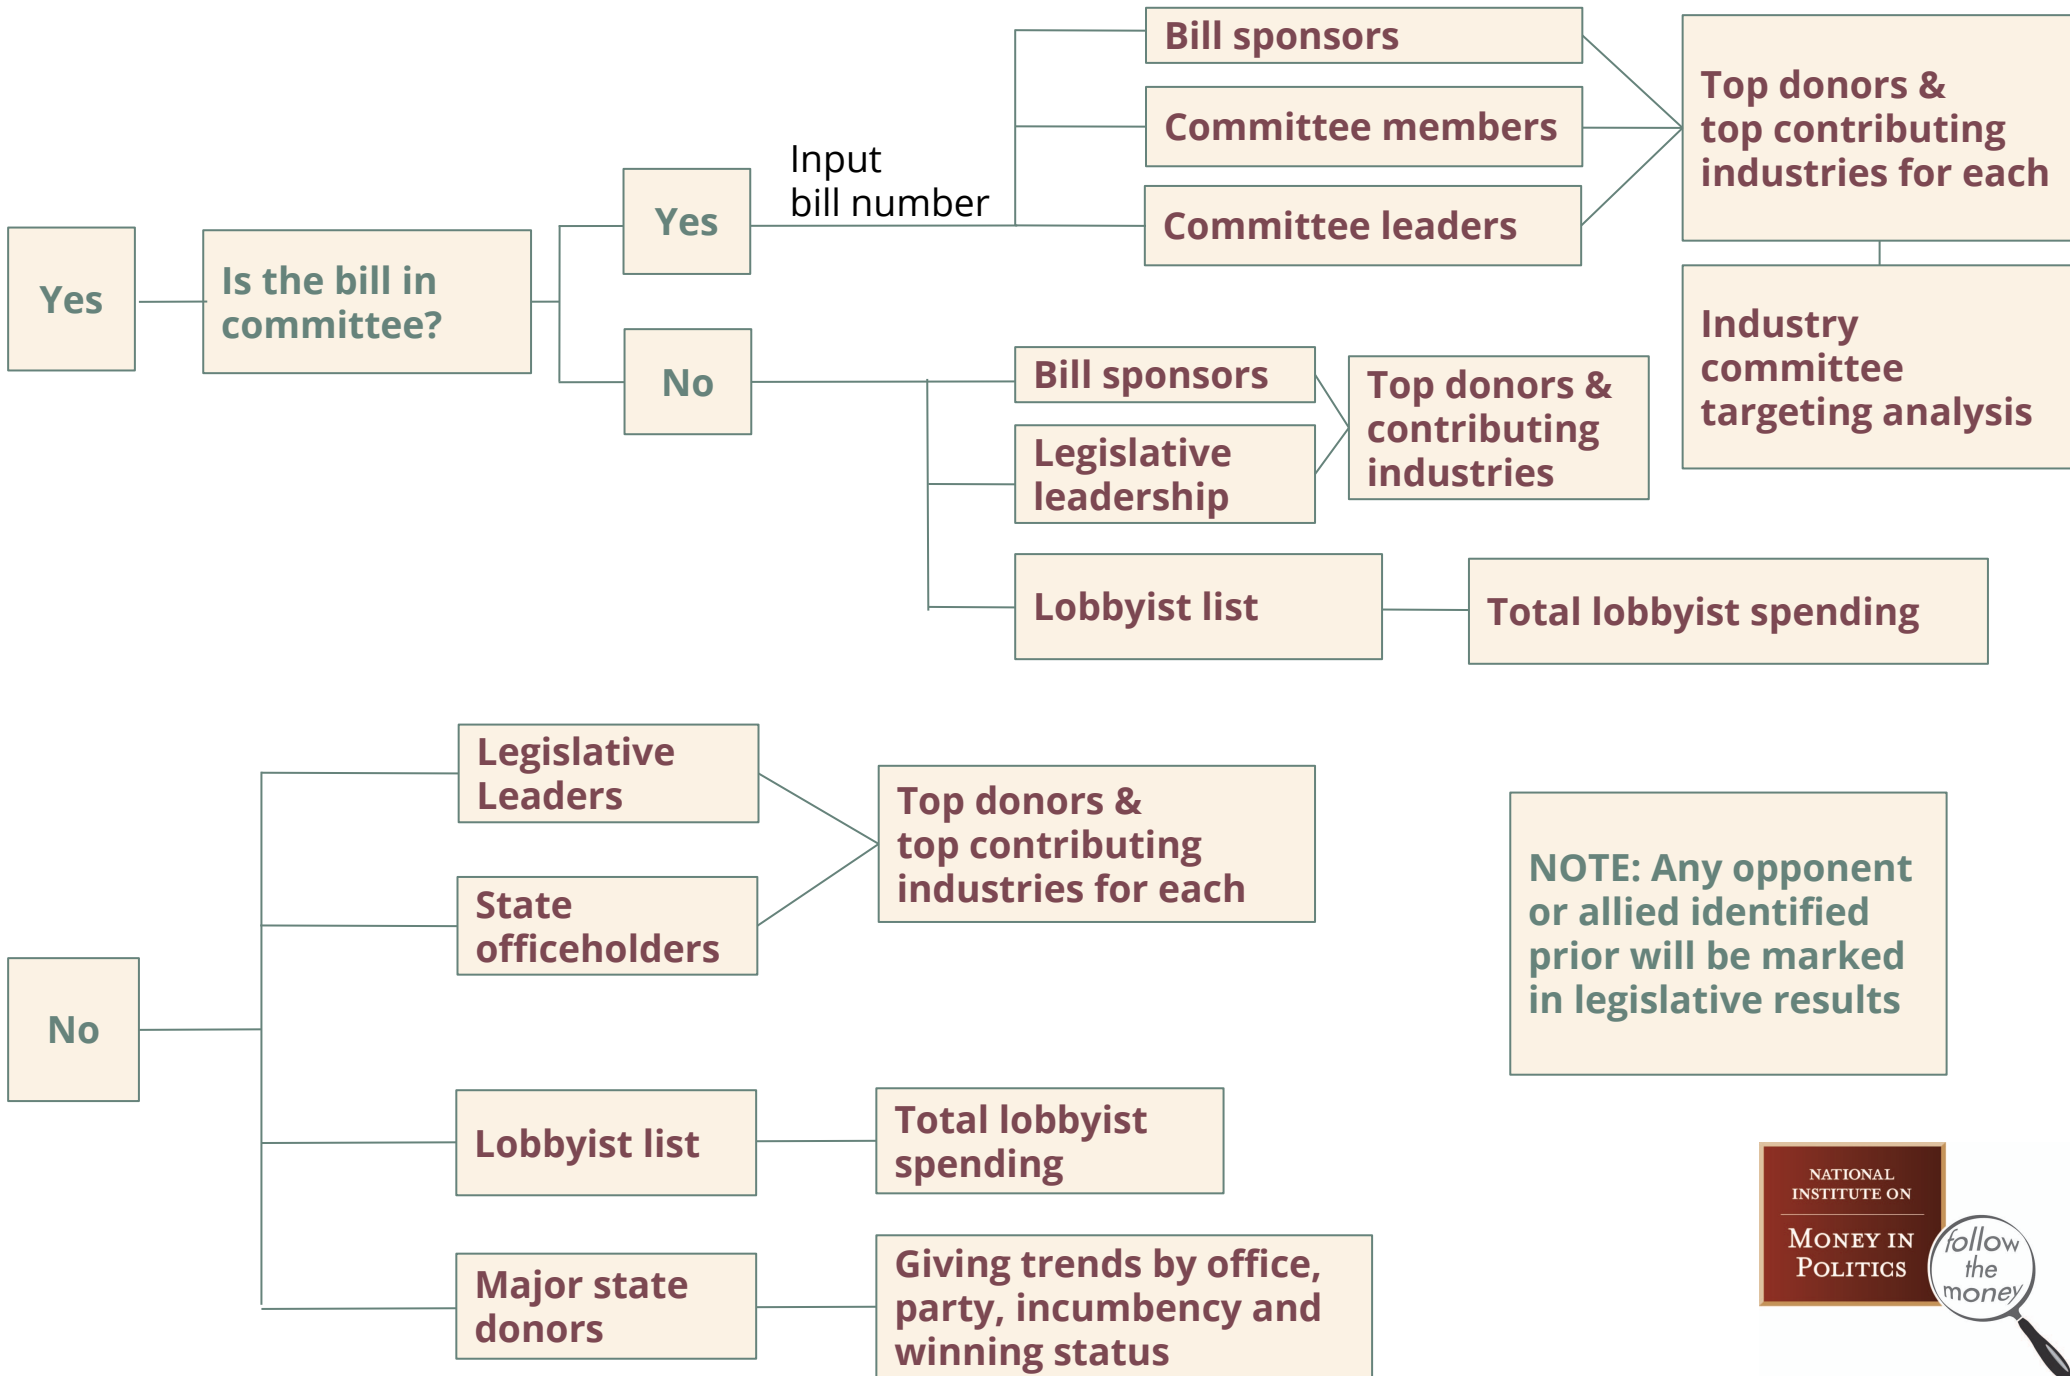 Bill sponsors
Committee members
Committee leaders
Top donors &
top contributing
industries for each
Input
bill number
Yes
Yes
Is the bill in
committee?
No
Industry
committee
targeting analysis
Bill sponsors
Legislative
leadership
Top donors &
contributing
industries
Lobbyist list
Total lobbyist spending
Legislative
Leaders
State
officeholders
Top donors &
top contributing
industries for each
NOTE: Any opponent
or allied identified
prior will be marked
in legislative results
No
Lobbyist list
Total lobbyist
spending
Major state
donors
Giving trends by office,
party, incumbency and
winning status
NATIONAL
INSTITUTE ON
MONEY IN
POLITICS
follow
the
money